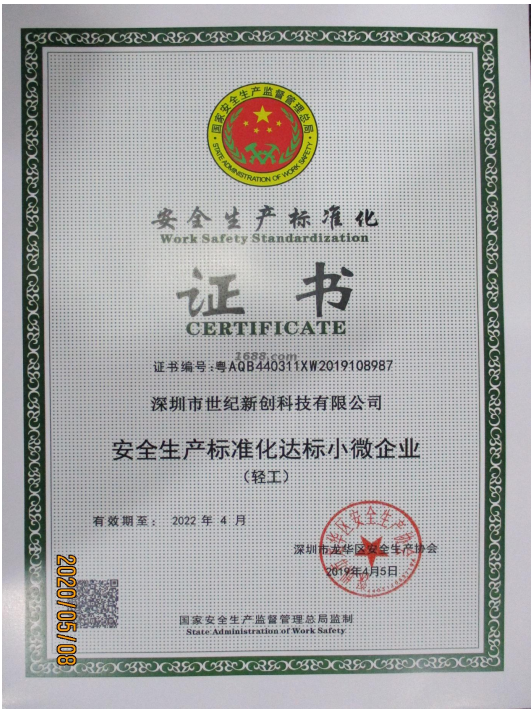 国家安全生产监督管理总局
STATE ADMINISTRATION OF WORK SAFETY
安全生产标准化
Work Safety Standardization
证书
CERTIFICATE
1688.com
证书编号:粤AQB440311XW2019108987
深圳市世纪新创科技有限公司
安全生产标准化达标小微企业
（轻工）
有效期至： 2022 年 4 月
深圳市龙华区安全生产协会
2019年4月5日
国家安全生产监督管理总局监制
State Administration of Work Safety
2020/05/08